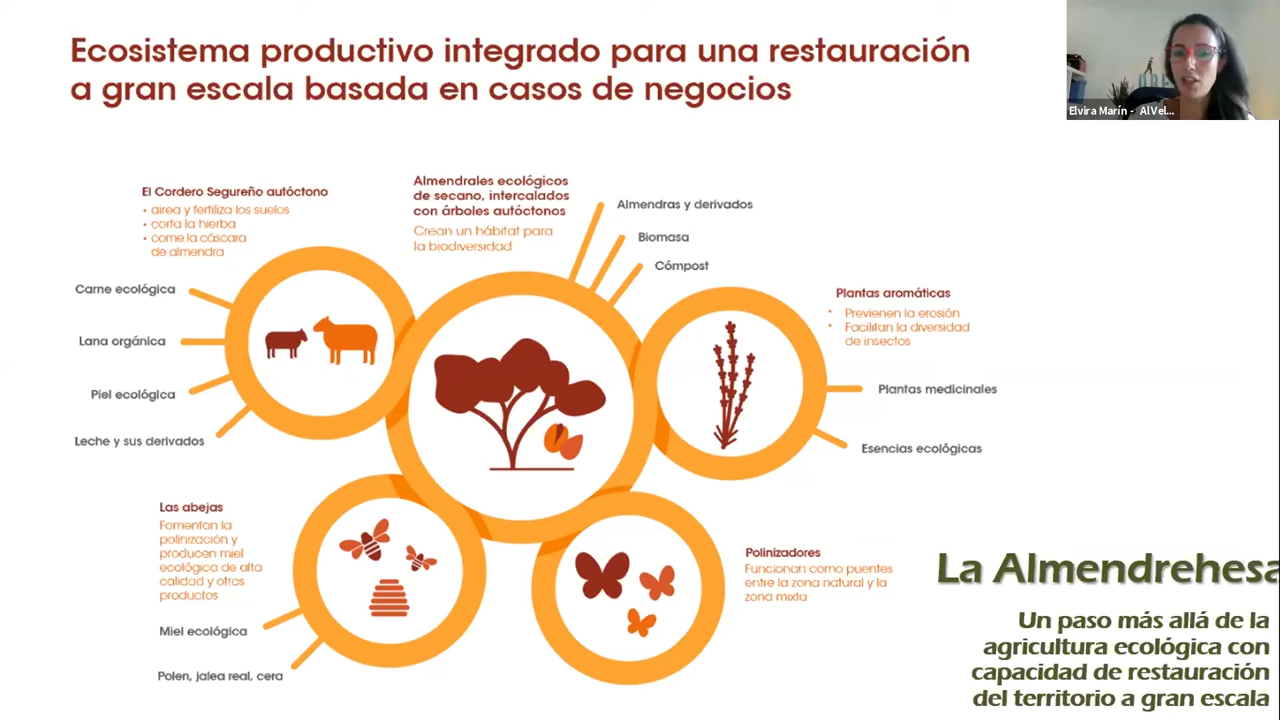 Ecosistema productivo integrado para una restauración
a gran escala basada en casos de negocios
Elvira Marín - AlVel...
El Cordero Segureño autóctono
• airea y fertiliza los suelos
• corta la hierba
• come la cáscara
de almendra
Carne ecológica
Lana orgánica
Piel ecológica
Leche y sus derivados
Almendrales ecológicos
de secano, intercalados
con árboles autóctonos
Crean un hábitat para
la biodiversidad
Almendras y derivados
Biomasa
Cómpost
Plantas aromáticas
• Previenen la erosión
• Facilitan la diversidad
de insectos
Plantas medicinales
Esencias ecológicas
Las abejas
Fomentan la
polinización y
producen miel
ecológica de alta
calidad y otros
productos
Miel ecológica
Polen, jalea real, cera
Polinizadores
Funcionan como puentes
entre la zona natural y la
zona mixta
La Almendrehesa
Un paso más allá de la
agricultura ecológica con
capacidad de restauración
del territorio a gran escala